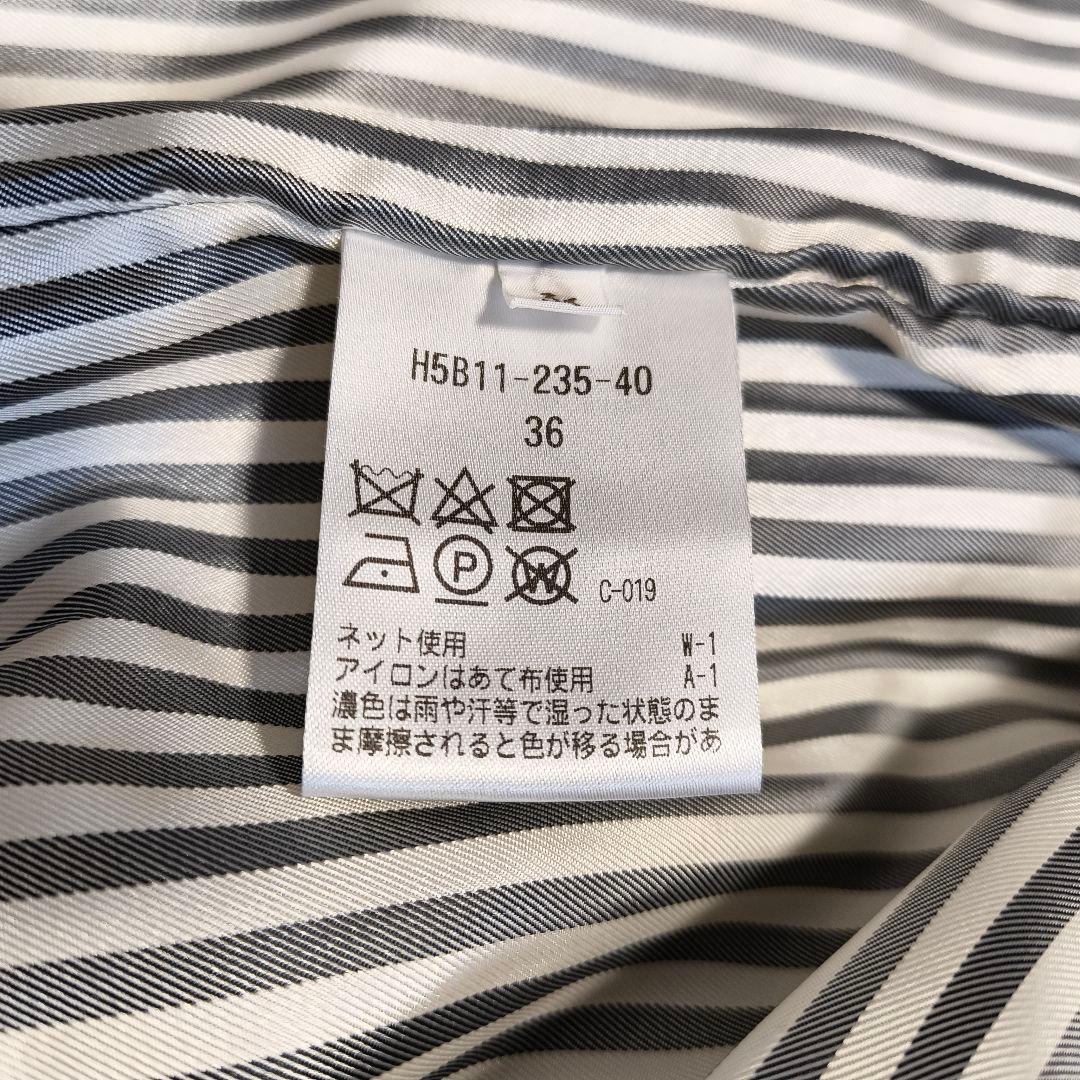 H5B11-235-40
36
P
W
C-019
ネット使用 W-1
アイロンはあて布使用 A-1
濃色は雨や汗等で湿った状態のま
ま摩擦されると色が移る場合があ